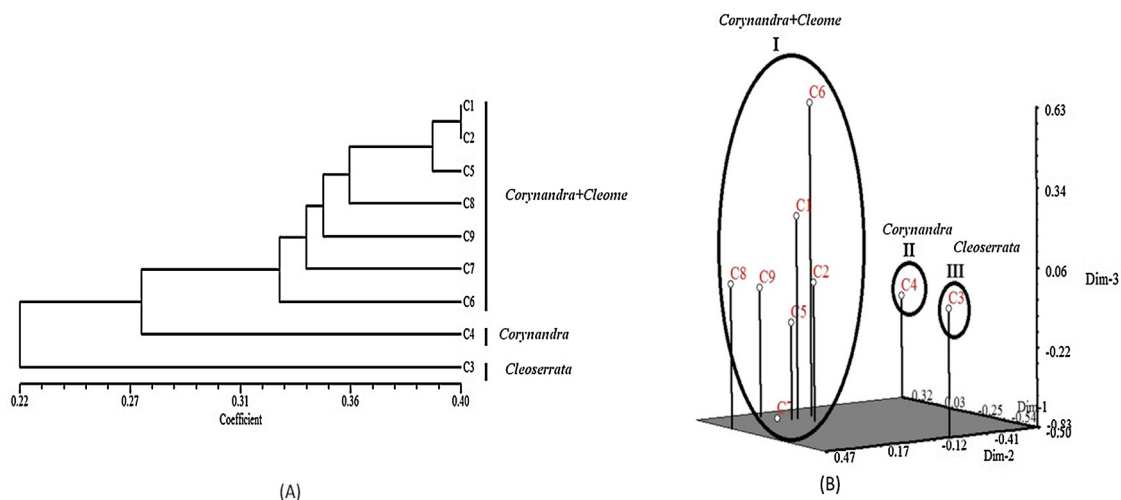 C1
C2
C5
C8
C9
C7
C6
C4
C3
Corynandra+Cleome
Corynandra
Cleoserrata
0.22 0.27 0.31 0.36 0.40
Coefficient
(A)
Corynandra+Cleome
I
C6
C1
C8
C9
C2
C5
C7
Corynandra
II
C4
Cleoserrata
III
C3
0.63
0.34
0.06
Dim-3
-0.22
-0.50
0.32 0.03 -0.25 -0.54 -0.83
Dim-1
0.47 0.17 -0.12 -0.41
Dim-2
(B)